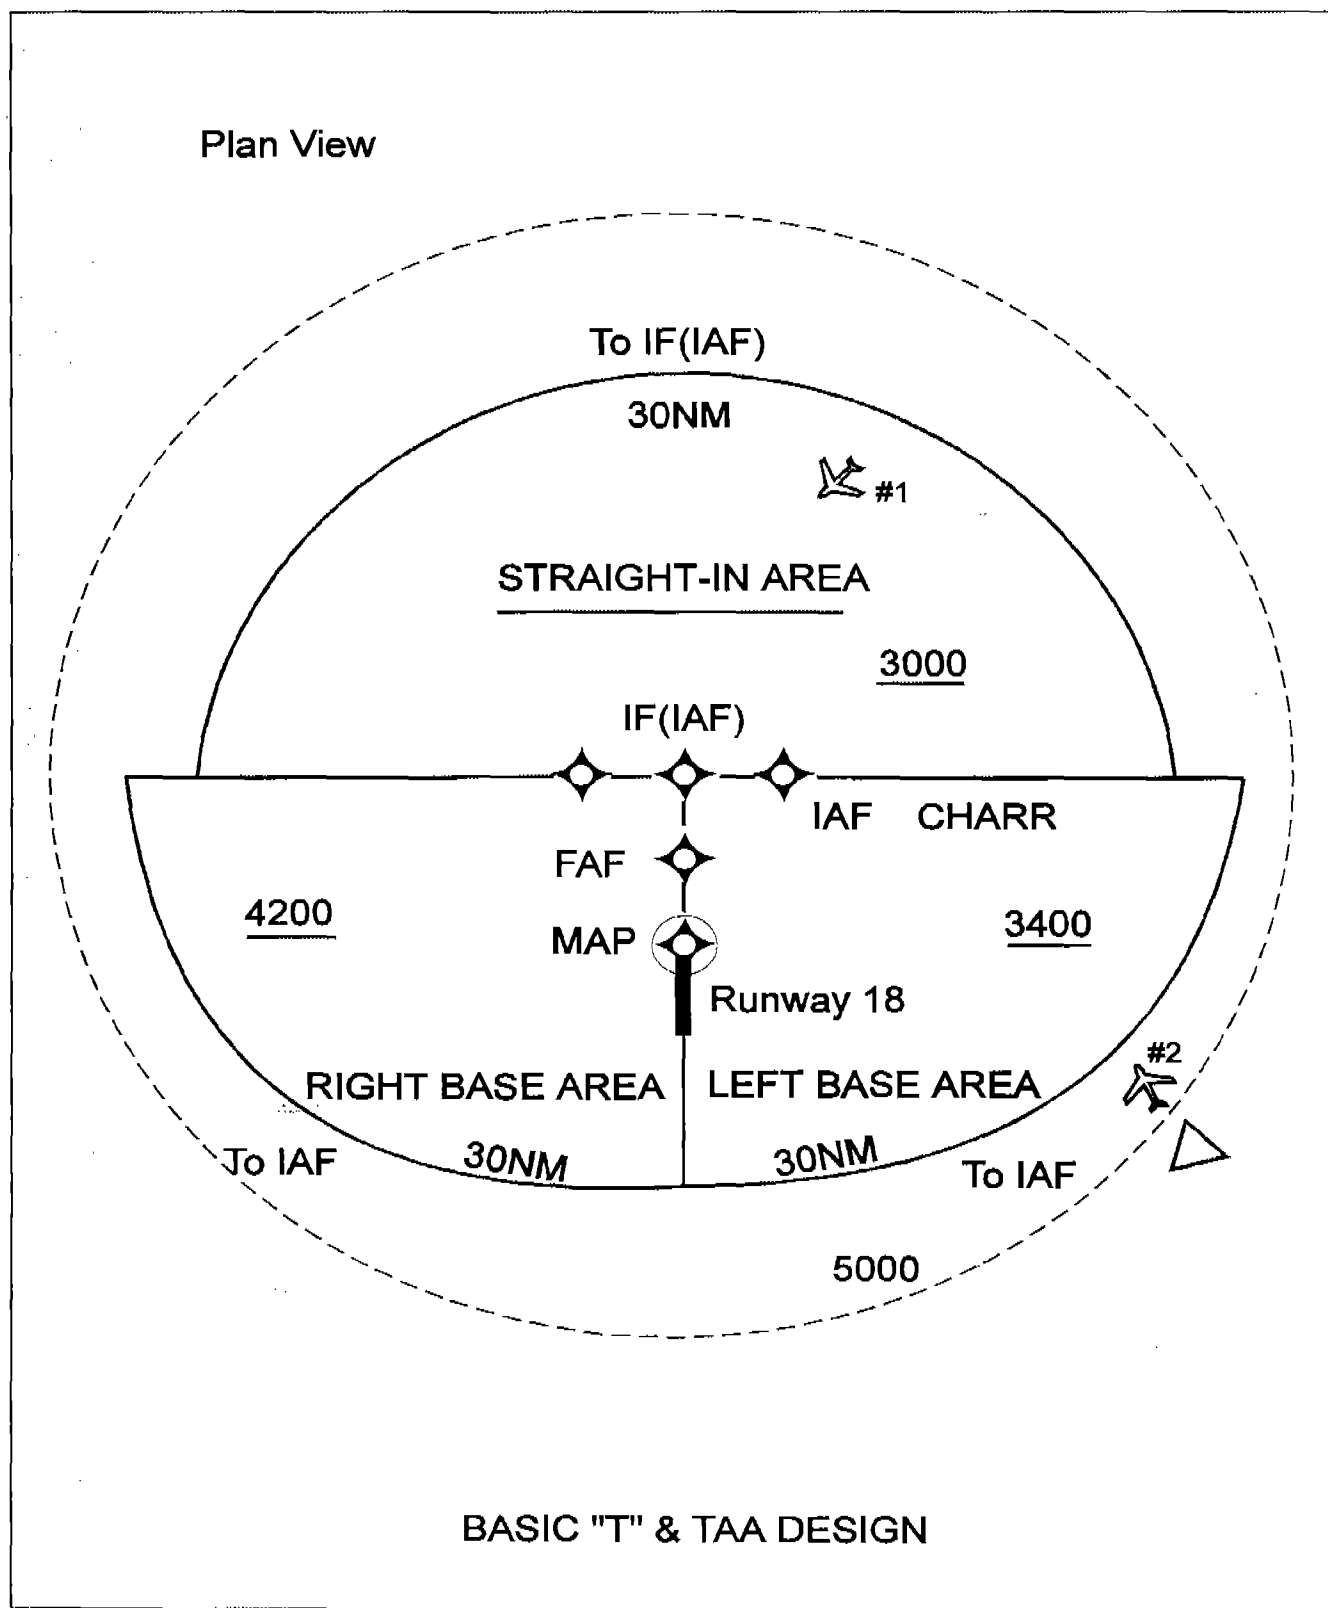 Plan View
To IF(IAF)
30NM
#1
STRAIGHT-IN AREA
3000
IF(IAF)
IAF CHARR
FAF
4200
3400
MAP
Runway 18
#2
RIGHT BASE AREA
LEFT BASE AREA
To IAF
30NM
30NM
To IAF
5000
BASIC "T" & TAA DESIGN